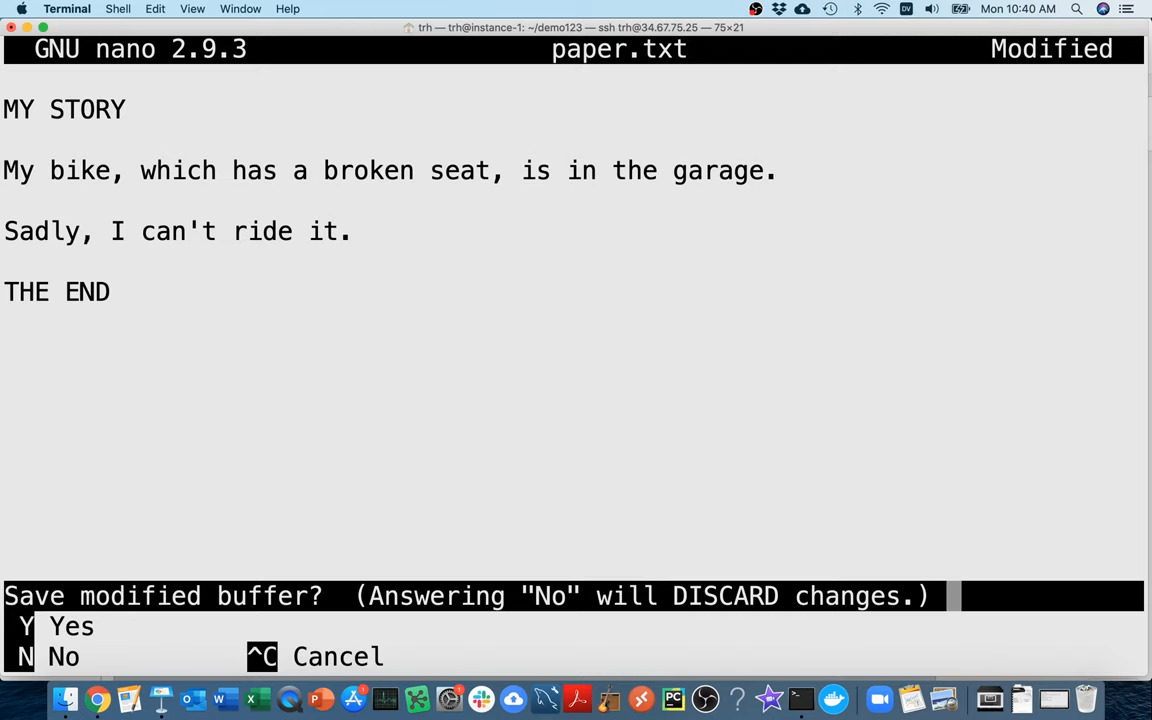 Terminal Shell Edit View Window Help DV Mon 10:40 AM
trh — trh@instance-1: ~/demo123 — ssh trh@34.67.75.25 — 75×21
GNU nano 2.9.3 paper.txt Modified
MY STORY
My bike, which has a broken seat, is in the garage.
Sadly, I can't ride it.
THE END
Save modified buffer? (Answering "No" will DISCARD changes.)
Y Yes
N No ^C Cancel